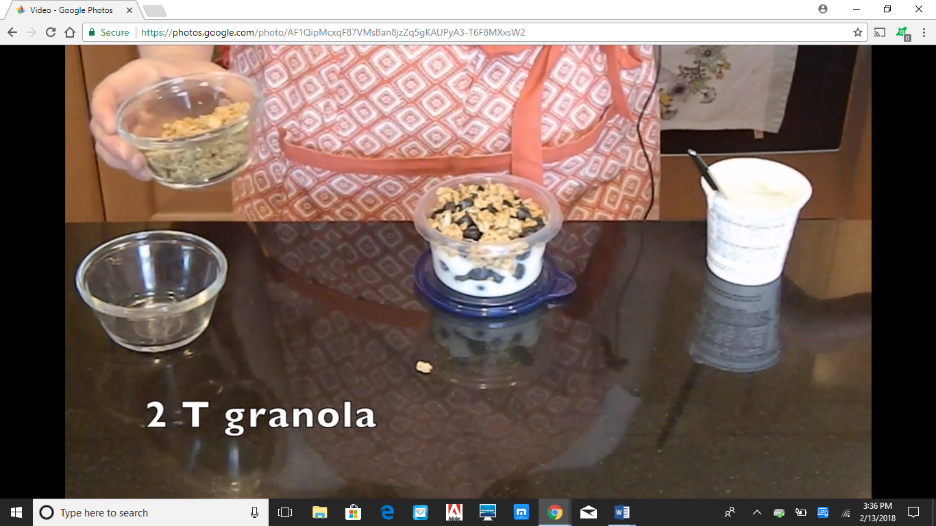 Video - Google Photos
Secure https://photos.google.com/photo/AF1QipMcxqF87VMsBan8jzZq5gKAUPyA3-T6F8MXxsW2
2 T granola
Type here to search
3:36 PM
2/13/2018